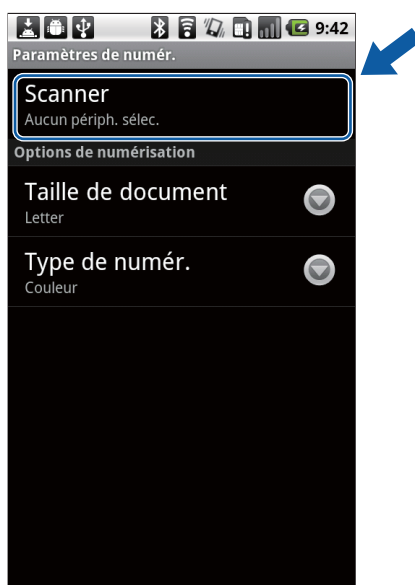 9:42
Paramètres de numér.
Scanner
Aucun périph. sélec.
Options de numérisation
Taille de document
Letter
Type de numér.
Couleur